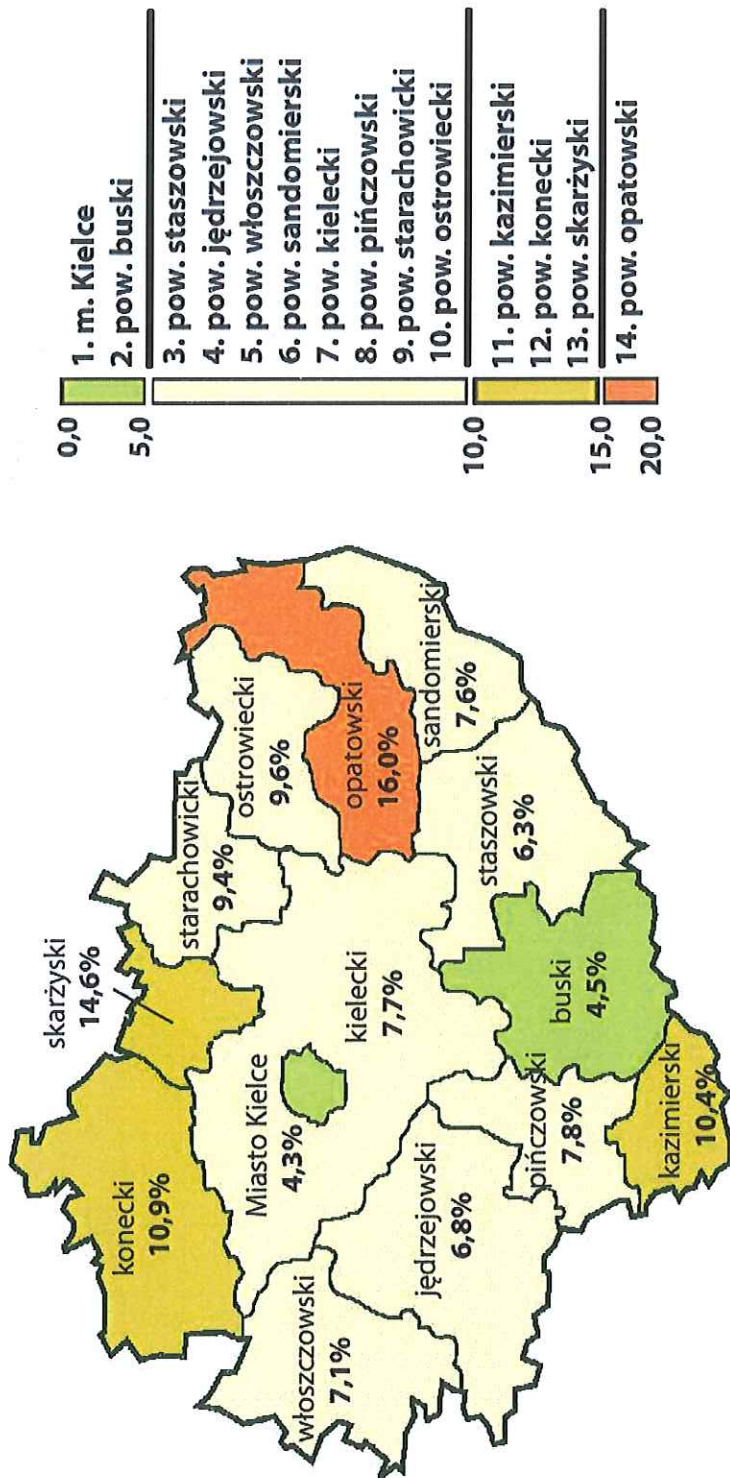 skarżyski
14,6%
konecki
10,9%
starachowicki
9,4%
ostrowiecki
9,6%
Miasto Kielce
4,3%
kielecki
7,7%
opatowski
16,0%
włoszczowski
7,1%
jędrzejowski
6,8%
sandomierski
7,6%
staszowski
6,3%
pińczowski
7,8%
buski
4,5%
kazimierski
10,4%
0,0
1. m. Kielce
2. pow. buski
5,0
3. pow. staszowski
4. pow. jędrzejowski
5. pow. włoszczowski
6. pow. sandomierski
7. pow. kielecki
8. pow. pińczowski
9. pow. starachowicki
10. pow. ostrowiecki
10,0
11. pow. kazimierski
12. pow. konecki
13. pow. skarżyski
15,0
14. pow. opatowski
20,0